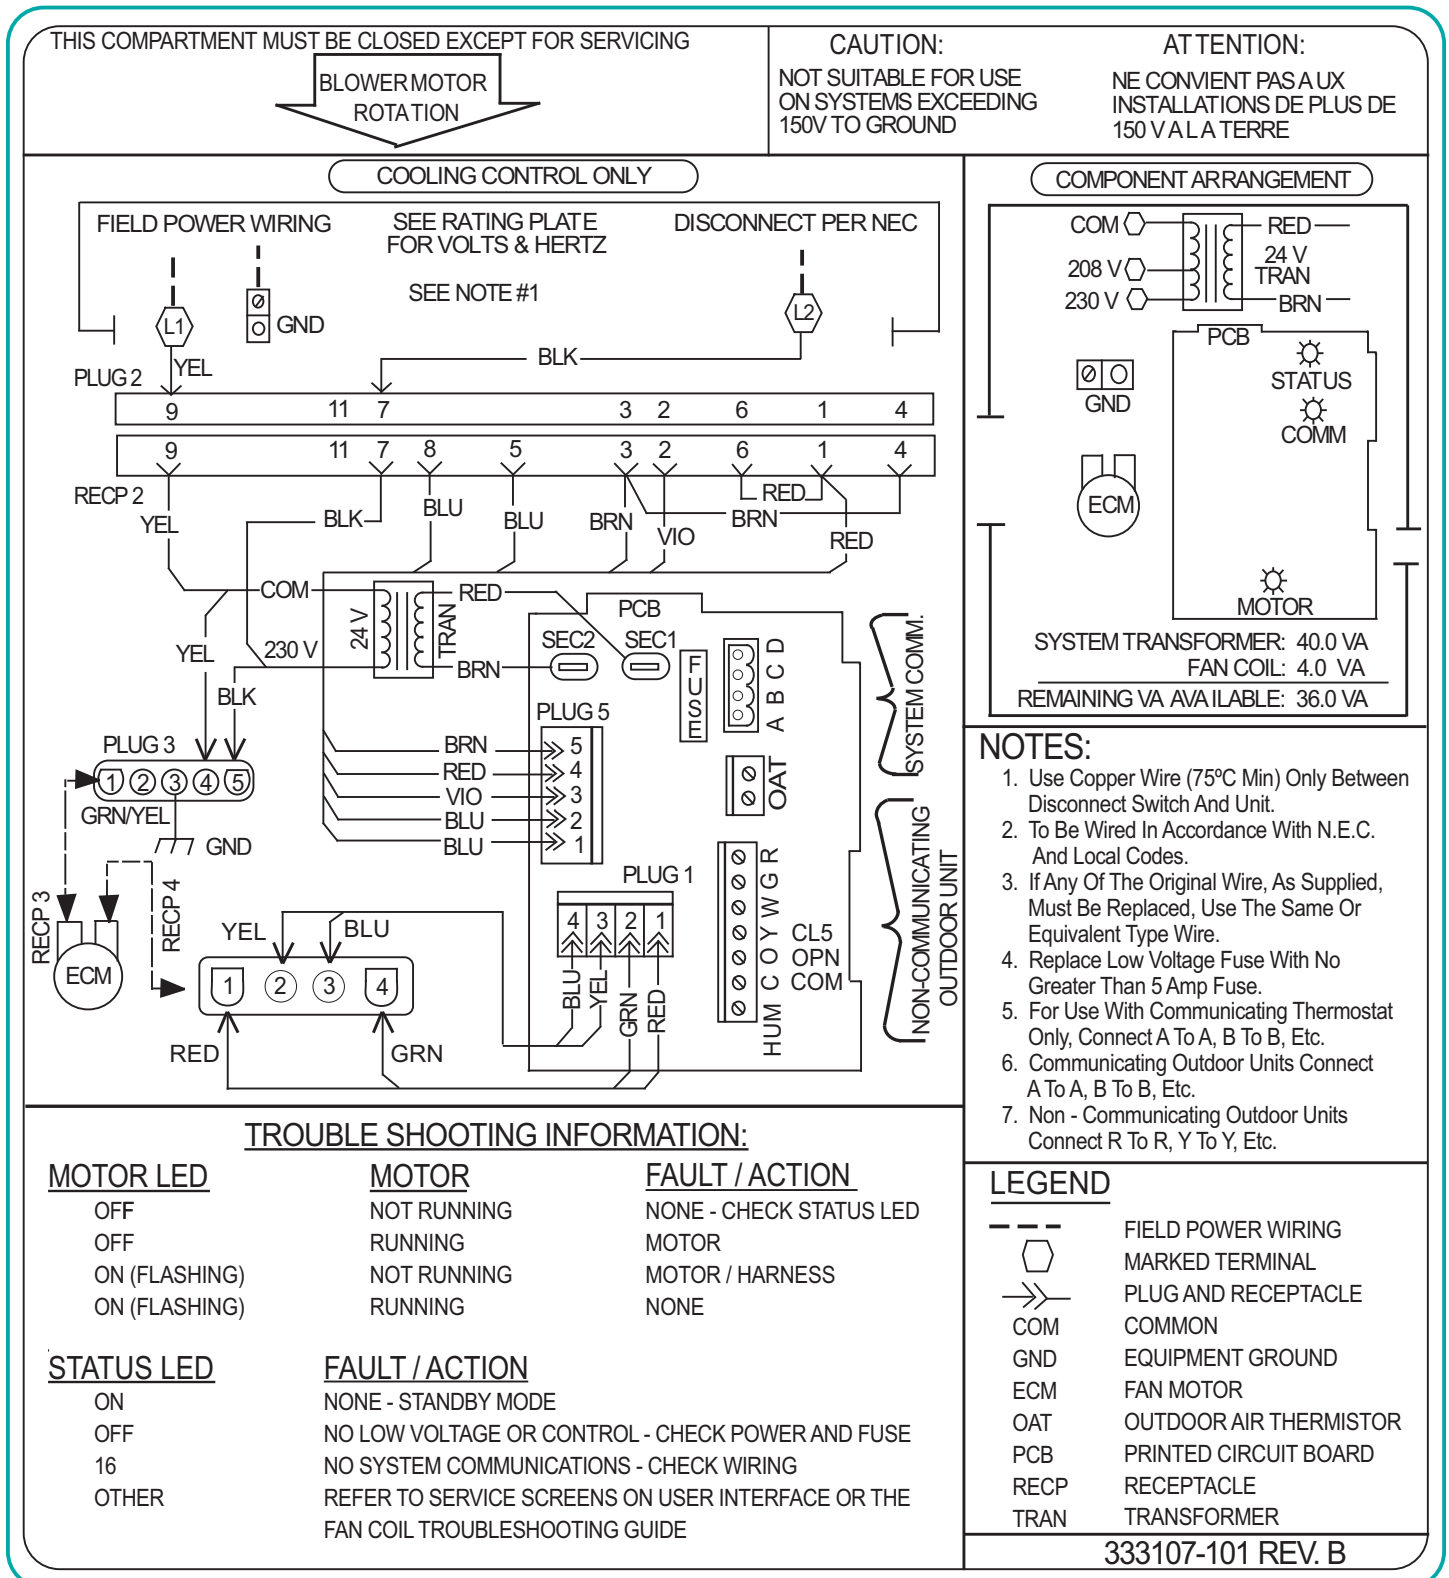 THIS COMPARTMENT MUST BE CLOSED EXCEPT FOR SERVICING
BLOWER MOTOR
ROTATION
CAUTION:
NOT SUITABLE FOR USE
ON SYSTEMS EXCEEDING
150V TO GROUND
ATTENTION:
NE CONVIENT PAS A UX
INSTALLATIONS DE PLUS DE
150 V A L A TERRE
COOLING CONTROL ONLY
FIELD POWER WIRING
SEE RATING PLATE
FOR VOLTS & HERTZ
DISCONNECT PER NEC
SEE NOTE #1
L1
GND
L2
YEL
BLK
PLUG 2
9 11 7 3 2 6 1 4
9 11 7 8 5 3 2 6 1 4
RECP 2
YEL
BLK
BLU
BLU
BRN
VIO
RED
BRN
RED
COM
24 V
TRAN
RED
PCB
SEC2
SEC1
YEL
230 V
BRN
BLK
FUSE
A B C D
SYSTEM COMM.
PLUG 5
BRN 5
RED 4
VIO 3
BLU 2
BLU 1
OAT
PLUG 3
1 2 3 4 5
GRN/YEL
GND
RECP 3
RECP 4
ECM
PLUG 1
4 3 2 1
YEL
BLU
1 2 3 4
RED
GRN
BLU
YEL
GRN
RED
HUM C O Y W G R
CL5
OPN
COM
NON-COMMUNICATING
OUTDOOR UNIT
COMPONENT ARRANGEMENT
COM
208 V
230 V
RED
24 V
TRAN
BRN
PCB
STATUS
COMM
GND
ECM
MOTOR
SYSTEM TRANSFORMER: 40.0 VA
FAN COIL: 4.0 VA
REMAINING VA AVAILABLE: 36.0 VA
NOTES:
1. Use Copper Wire (75ºC Min) Only Between
Disconnect Switch And Unit.
2. To Be Wired In Accordance With N.E.C.
And Local Codes.
3. If Any Of The Original Wire, As Supplied,
Must Be Replaced, Use The Same Or
Equivalent Type Wire.
4. Replace Low Voltage Fuse With No
Greater Than 5 Amp Fuse.
5. For Use With Communicating Thermostat
Only, Connect A To A, B To B, Etc.
6. Communicating Outdoor Units Connect
A To A, B To B, Etc.
7. Non - Communicating Outdoor Units
Connect R To R, Y To Y, Etc.
TROUBLE SHOOTING INFORMATION:
MOTOR LED MOTOR FAULT / ACTION
OFF NOT RUNNING NONE - CHECK STATUS LED
OFF RUNNING MOTOR
ON (FLASHING) NOT RUNNING MOTOR / HARNESS
ON (FLASHING) RUNNING NONE
STATUS LED FAULT / ACTION
ON NONE - STANDBY MODE
OFF NO LOW VOLTAGE OR CONTROL - CHECK POWER AND FUSE
16 NO SYSTEM COMMUNICATIONS - CHECK WIRING
OTHER REFER TO SERVICE SCREENS ON USER INTERFACE OR THE
FAN COIL TROUBLESHOOTING GUIDE
LEGEND
FIELD POWER WIRING
MARKED TERMINAL
PLUG AND RECEPTACLE
COM COMMON
GND EQUIPMENT GROUND
ECM FAN MOTOR
OAT OUTDOOR AIR THERMISTOR
PCB PRINTED CIRCUIT BOARD
RECP RECEPTACLE
TRAN TRANSFORMER
333107-101 REV. B